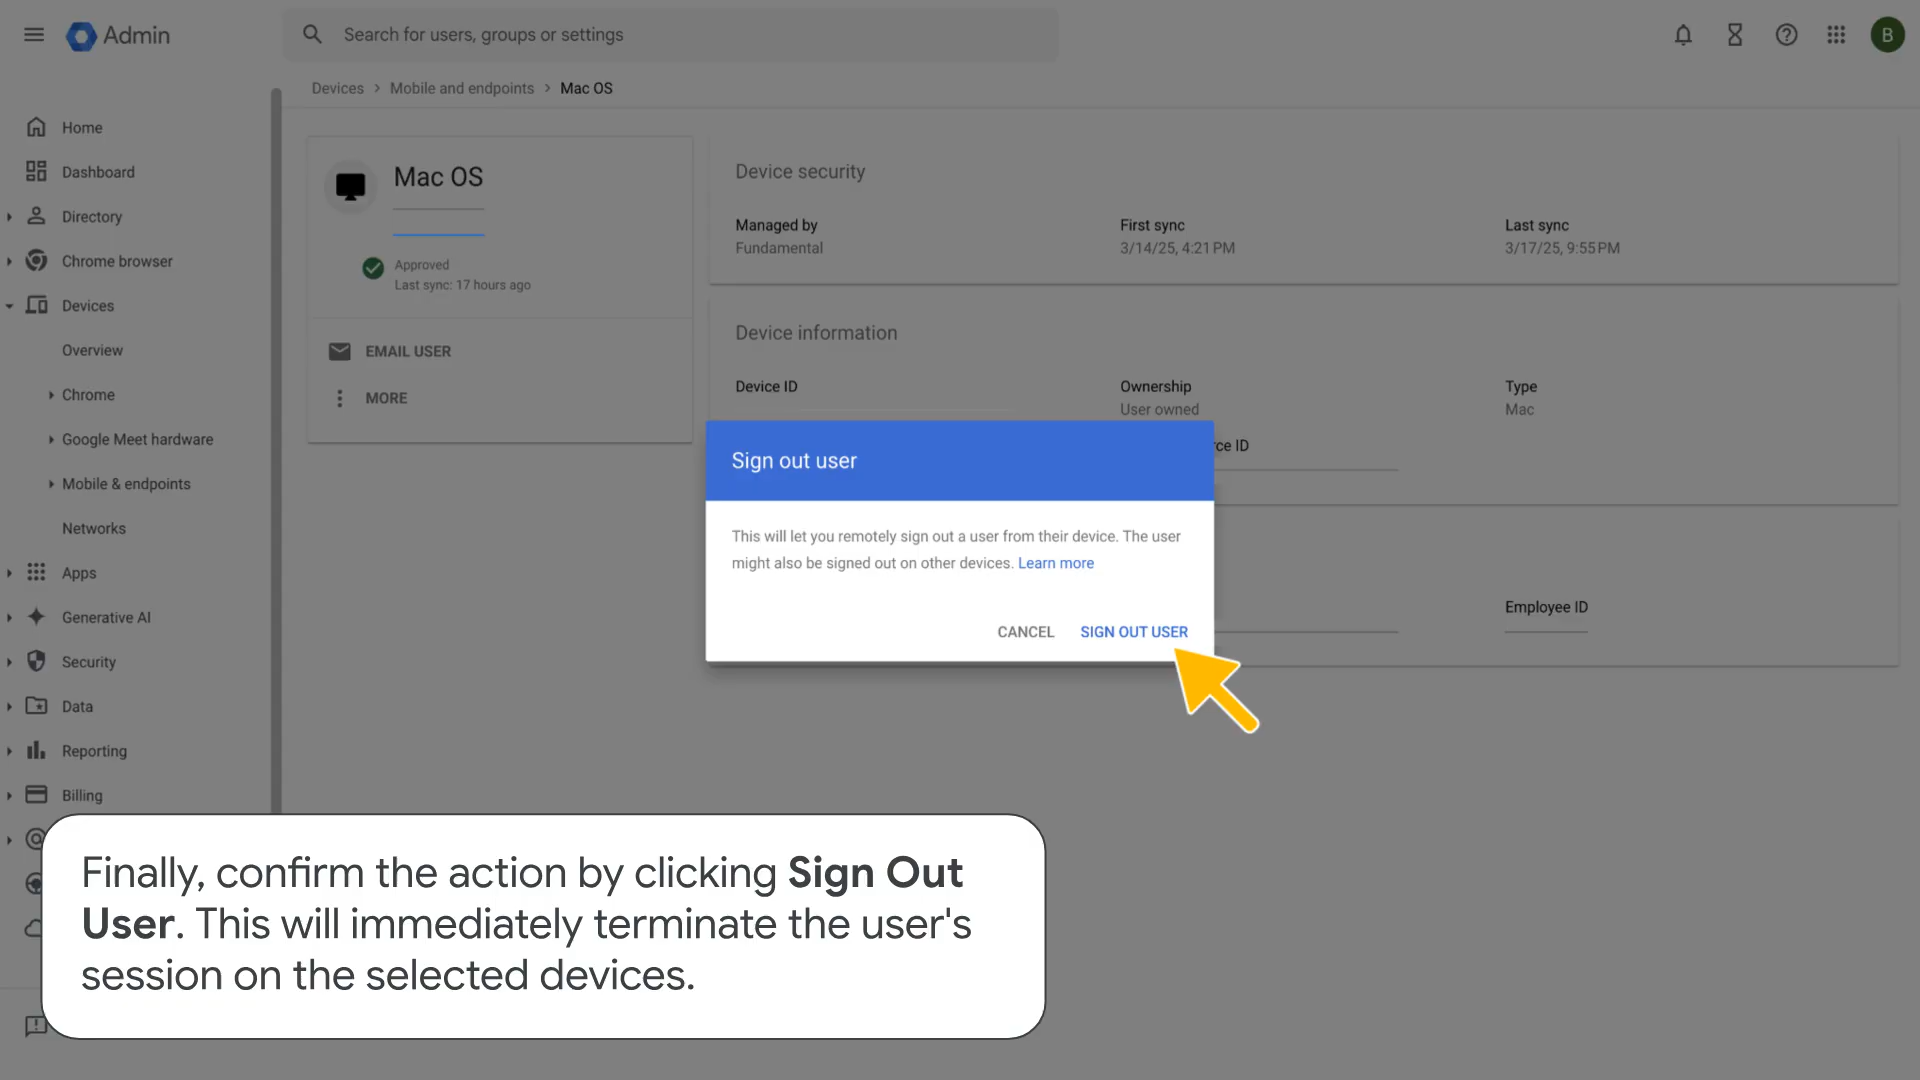 Admin
Search for users, groups or settings
B
Devices > Mobile and endpoints > Mac OS
Home
Dashboard
Directory
Chrome browser
Devices
Overview
Chrome
Google Meet hardware
Mobile & endpoints
Networks
Apps
Generative AI
Security
Data
Reporting
Billing
Mac OS
Approved
Last sync: 17 hours ago
EMAIL USER
MORE
Device security
Managed by
Fundamental
First sync
3/14/25, 4:21 PM
Last sync
3/17/25, 9:55 PM
Device information
Device ID
Ownership
User owned
Type
Mac
rce ID
Employee ID
Sign out user
This will let you remotely sign out a user from their device. The user
might also be signed out on other devices. Learn more
CANCEL
SIGN OUT USER
Finally, confirm the action by clicking Sign Out
User. This will immediately terminate the user's
session on the selected devices.